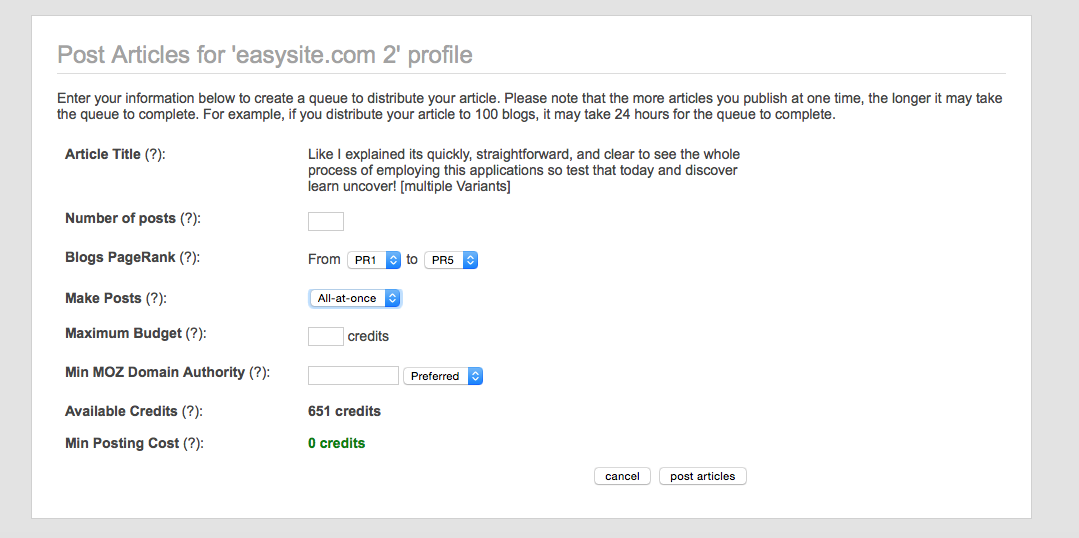 Post Articles for 'easysite.com 2' profile
Enter your information below to create a queue to distribute your article. Please note that the more articles you publish at one time, the longer it may take
the queue to complete. For example, if you distribute your article to 100 blogs, it may take 24 hours for the queue to complete.
Article Title (?): Like I explained its quickly, straightforward, and clear to see the whole
process of employing this applications so test that today and discover
learn uncover! [multiple Variants]
Number of posts (?):
Blogs PageRank (?): From PR1 to PR5
Make Posts (?): All-at-once
Maximum Budget (?): credits
Min MOZ Domain Authority (?): Preferred
Available Credits (?): 651 credits
Min Posting Cost (?): 0 credits
cancel post articles